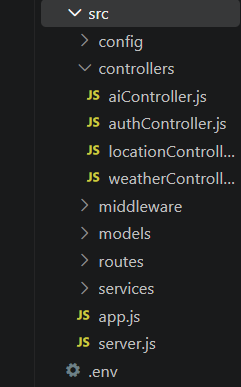 src
config
controllers
JS aiController.js
JS authController.js
JS locationControll...
JS weatherControll...
middleware
models
routes
services
JS app.js
JS server.js
.env